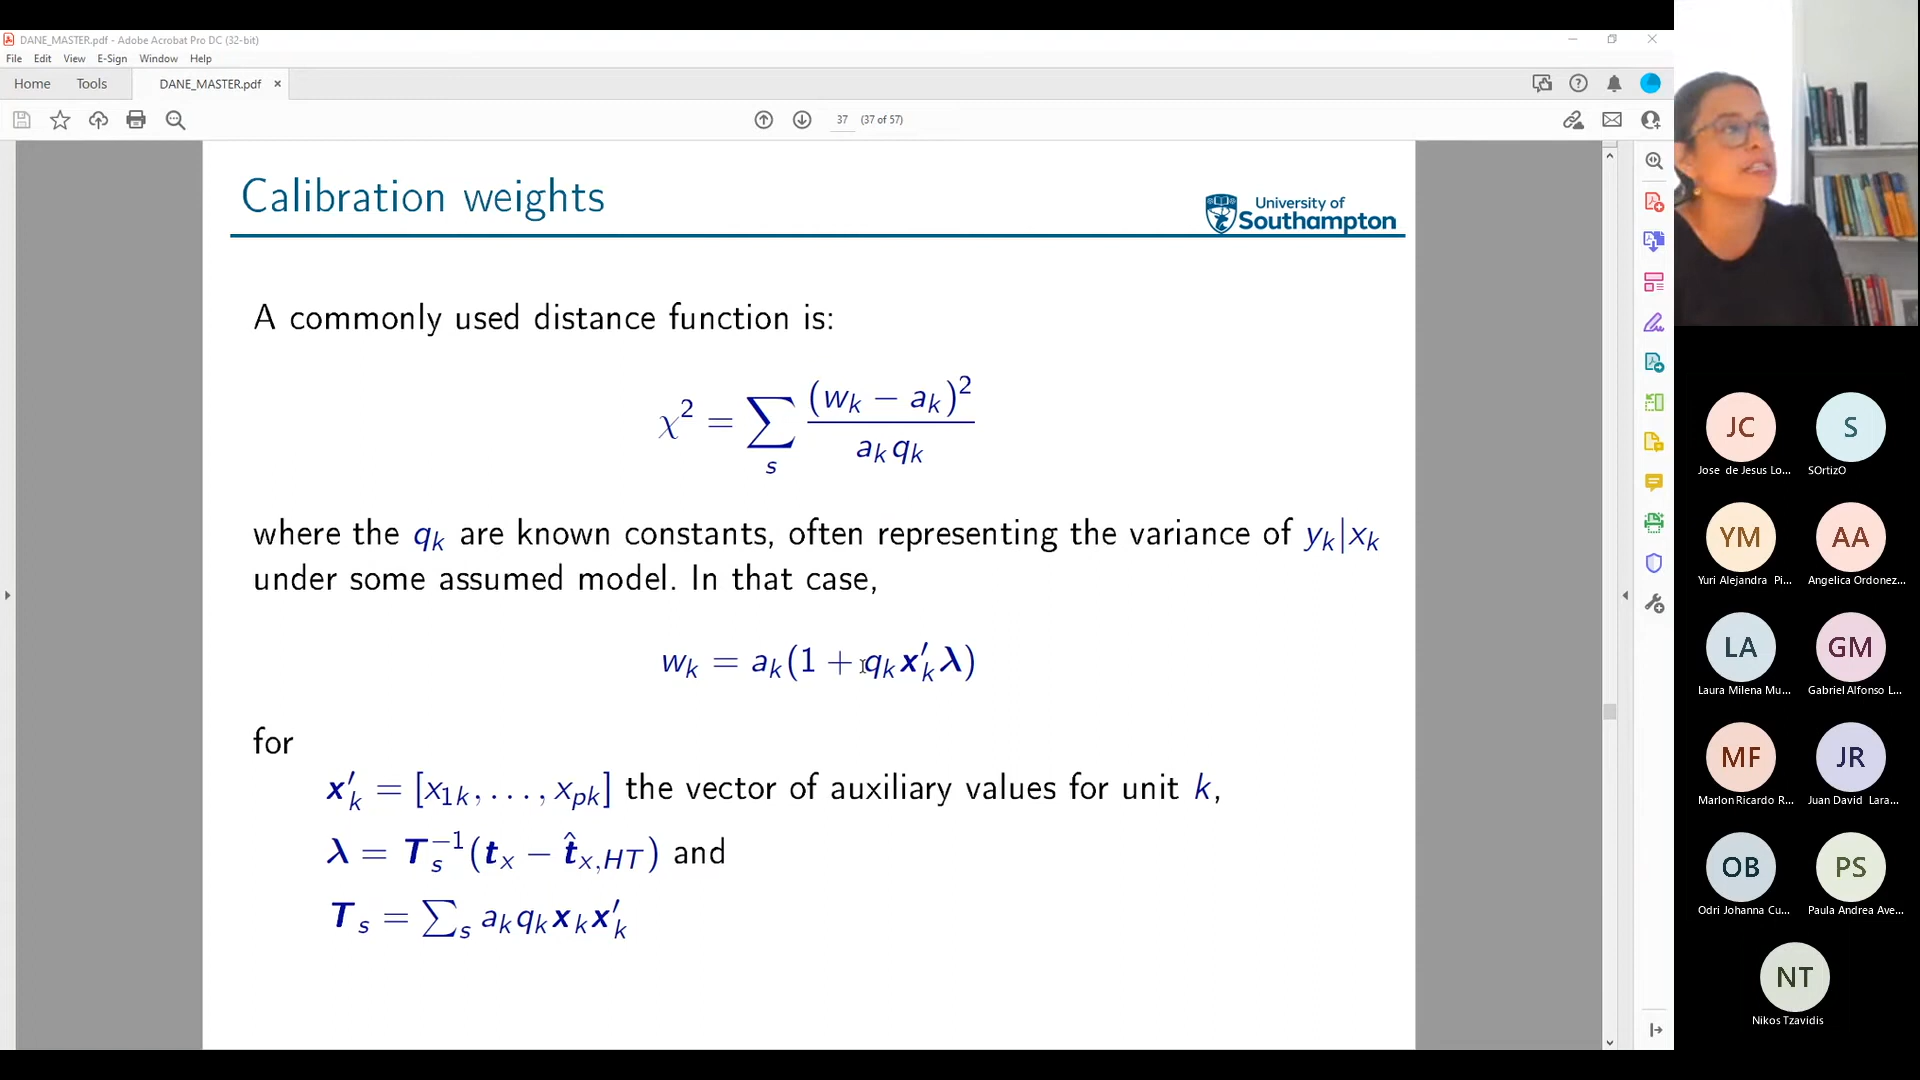 DANE_MASTER.pdf - Adobe Acrobat Pro DC (32-bit)
File Edit View Window E-Sign Window Help
Home Tools DANE_MASTER.pdf ×
37 (37 of 57)
Calibration weights
University of
Southampton
A commonly used distance function is:
χ² = ∑_s (w_k − a_k)² / a_k q_k
where the q_k are known constants, often representing the variance of y_k|x_k
under some assumed model. In that case,
w_k = a_k(1 + q_k x′_k λ)
for
x′_k = [x_1k, . . . , x_pk] the vector of auxiliary values for unit k,
λ = T_s^{−1}(t_x − t̂_{x,HT}) and
T_s = ∑_s a_k q_k x_k x′_k
JC
S
Jose de Jesus Lo...
SOrtizO
YM
AA
Yuri Alejandra Pi...
Angelica Ordonez...
LA
GM
Laura Milena Mu...
Gabriel Alfonso L...
MF
JR
Marlon Ricardo R...
Juan David Lara...
OB
PS
Odri Johanna Cu...
Paula Andrea Ave...
NT
Nikos Tzavidis